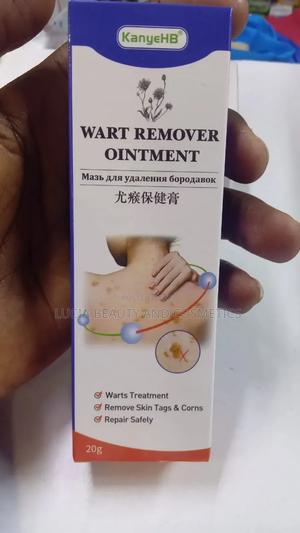 KanyeHB®
WART REMOVER
OINTMENT
Мазь для удаления бородавок
尤瘊保健膏
LUCIA BEAUTY AND COSMETICS
Warts Treatment
Remove Skin Tags & Corns
Repair Safely
20g